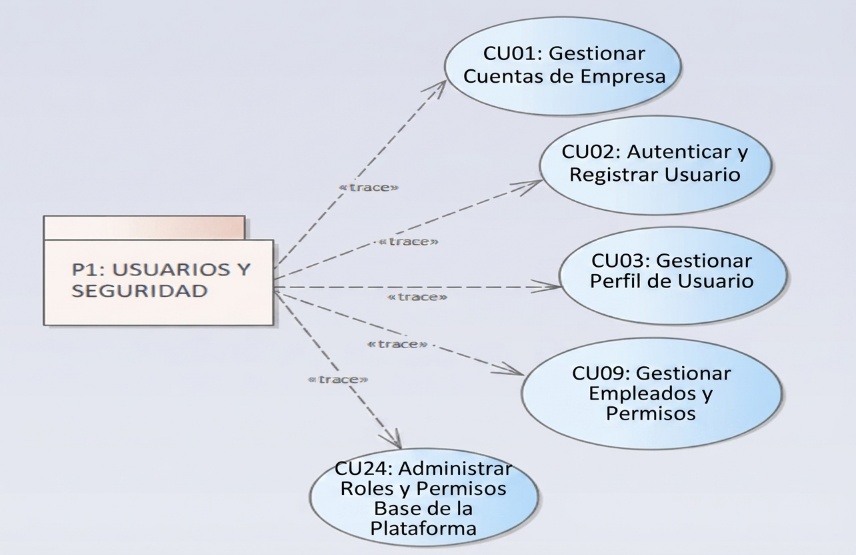 CU01: Gestionar
Cuentas de Empresa
«trace»
CU02: Autenticar y
Registrar Usuario
«trace»
P1: USUARIOS Y
SEGURIDAD
CU03: Gestionar
Perfil de Usuario
«trace»
«trace»
CU09: Gestionar
Empleados y
Permisos
«trace»
CU24: Administrar
Roles y Permisos
Base de la
Plataforma